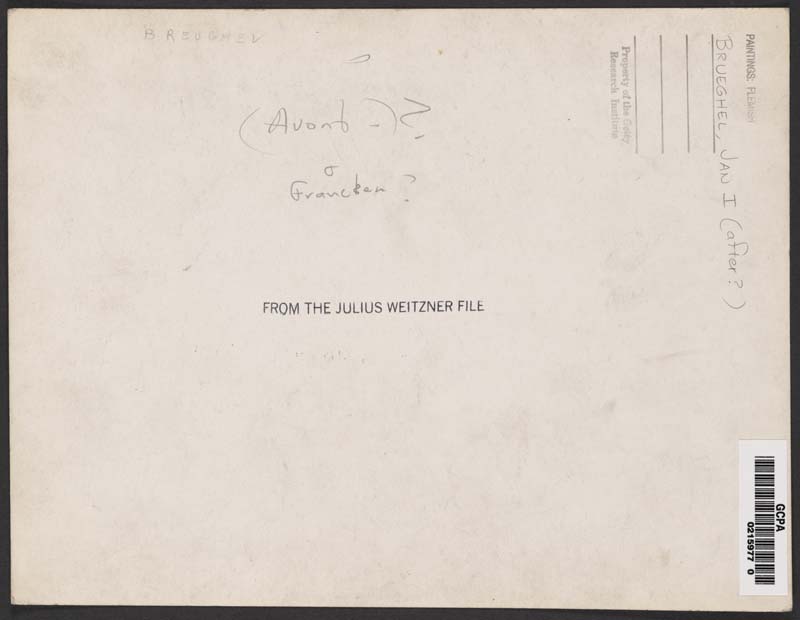 BREUGHEL
(Avont -)?
&
Francken?
FROM THE JULIUS WEITZNER FILE
PAINTINGS: FLEMISH
BRUEGHEL, JAN I (after?)
Property of the Getty
Research Institute
GCPA
0215977 0